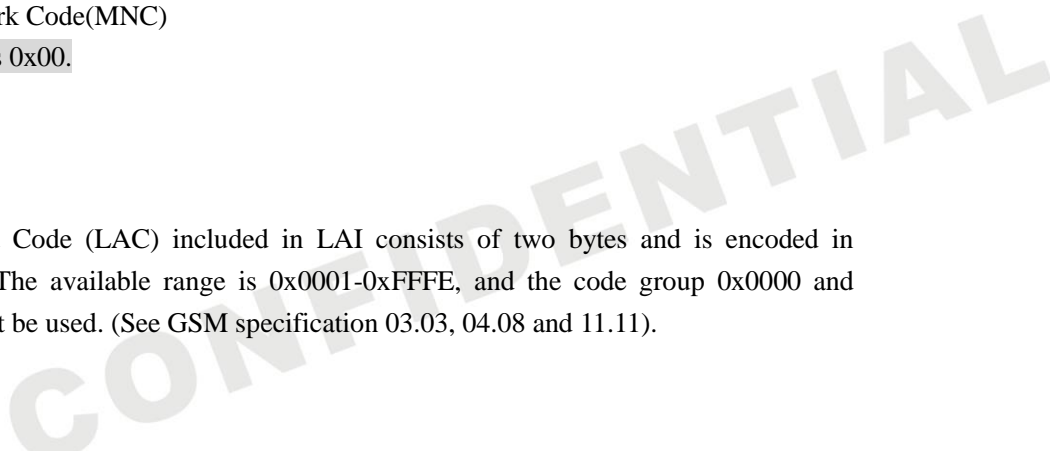 rk Code(MNC)
s 0x00.
Code (LAC) included in LAI consists of two bytes and is encoded in
The available range is 0x0001-0xFFFE, and the code group 0x0000 and
t be used. (See GSM specification 03.03, 04.08 and 11.11).
CONFIDENTIAL